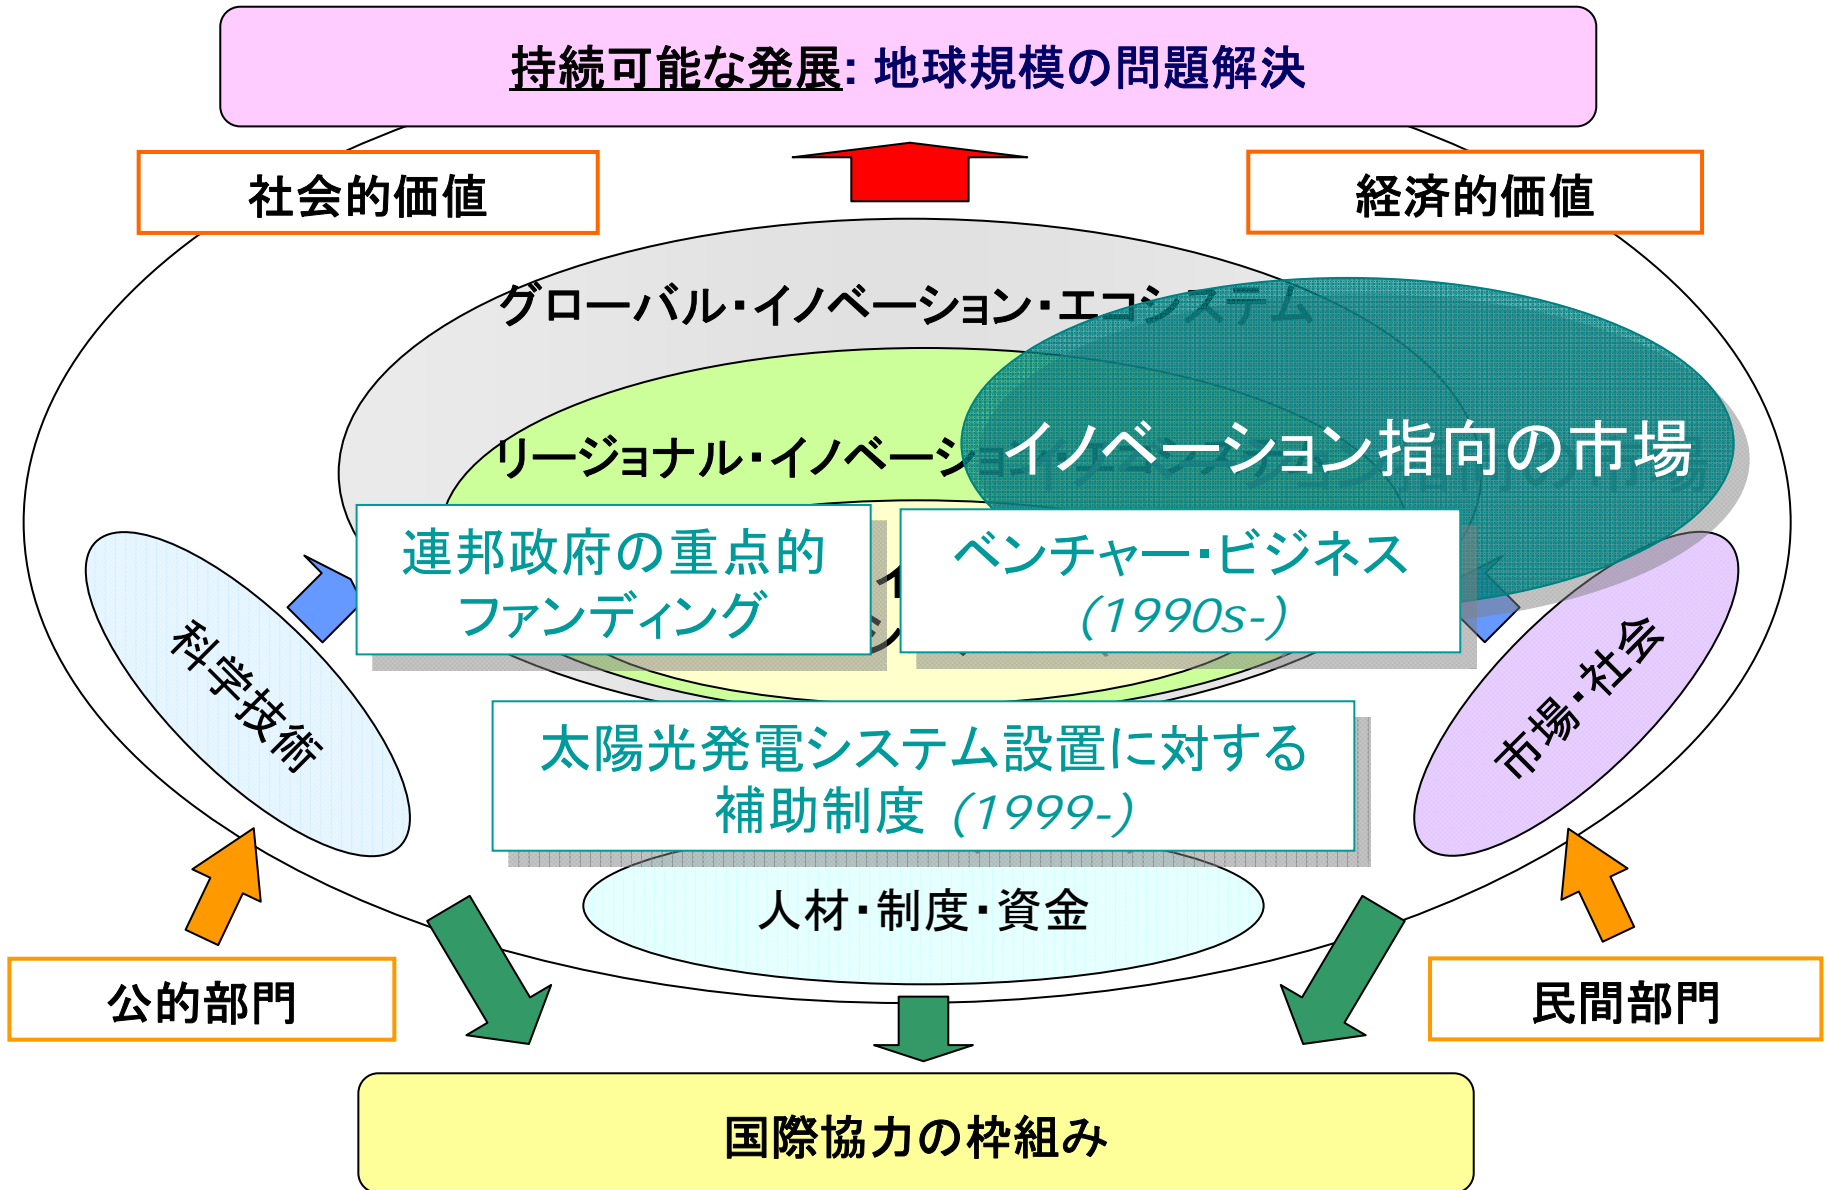 持続可能な発展: 地球規模の問題解決
社会的価値
経済的価値
グローバル・イノベーション・エコシステム
リージョナル・イノベーション・エコシステム
イノベーション指向の市場
連邦政府の重点的
ファンディング
ベンチャー・ビジネス
(1990s-)
科学技術
市場・社会
太陽光発電システム設置に対する
補助制度 (1999-)
人材・制度・資金
公的部門
民間部門
国際協力の枠組み